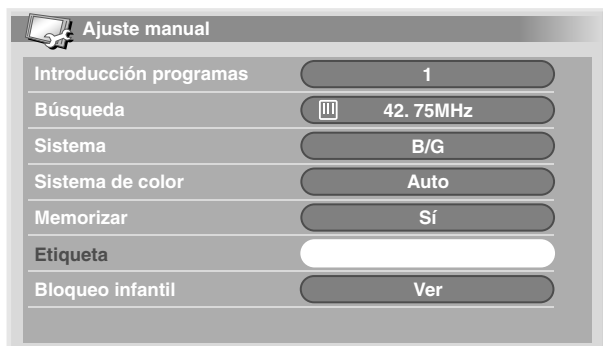 Ajuste manual
Introducción programas 1
Búsqueda 42. 75MHz
Sistema B/G
Sistema de color Auto
Memorizar Sí
Etiqueta
Bloqueo infantil Ver